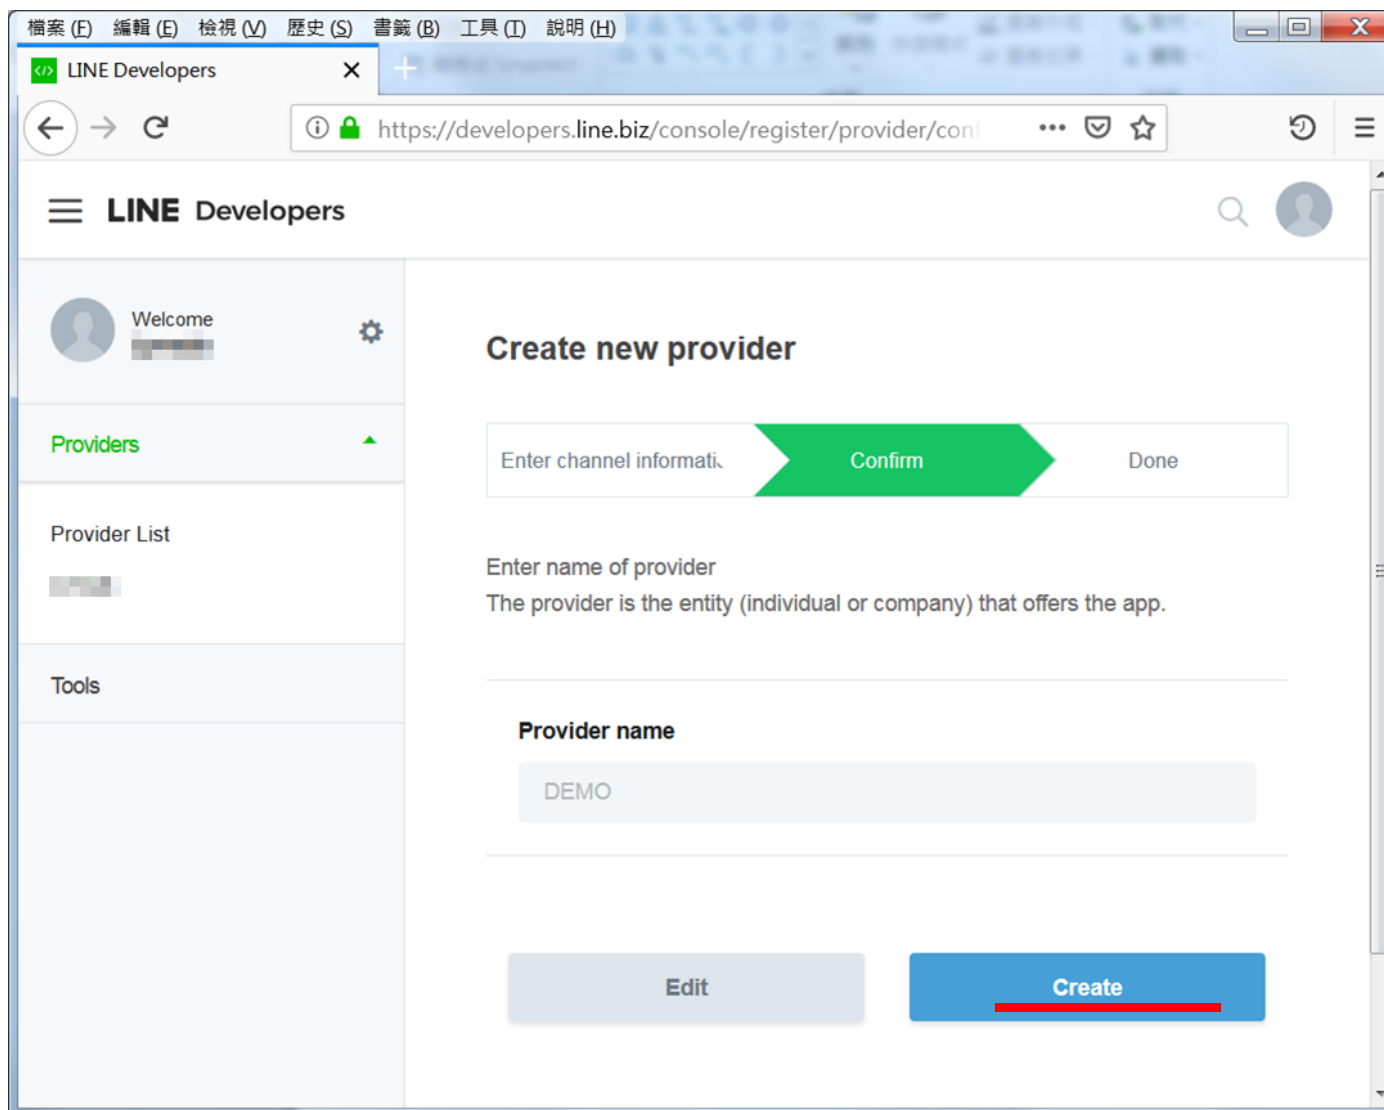 檔案 (F) 編輯 (E) 檢視 (V) 歷史 (S) 書籤 (B) 工具 (T) 說明 (H)
LINE Developers
https://developers.line.biz/console/register/provider/conf
LINE Developers
Welcome
Create new provider
Providers
Enter channel informati
Confirm
Done
Provider List
Enter name of provider
The provider is the entity (individual or company) that offers the app.
Tools
Provider name
DEMO
Edit
Create